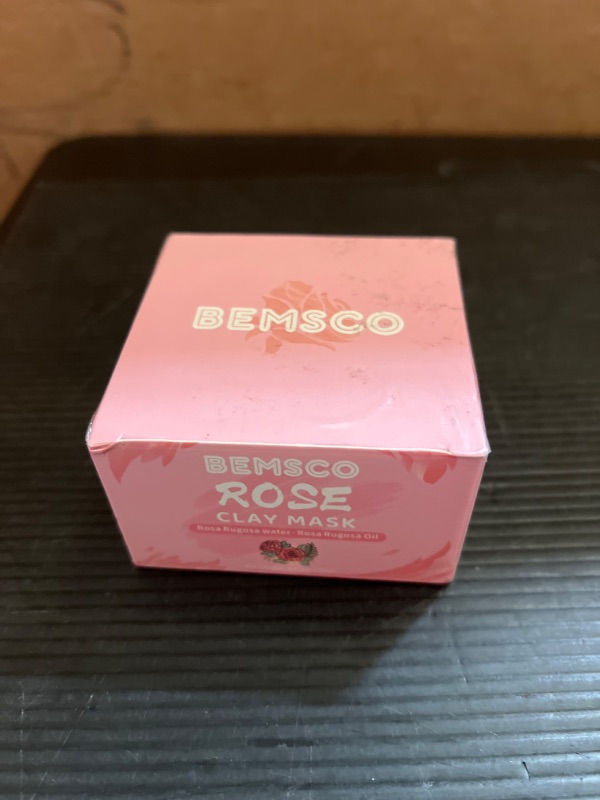 BEMSCO
BEMSCO
ROSE
CLAY MASK
Rosa Rugosa water · Rosa Rugosa Oil